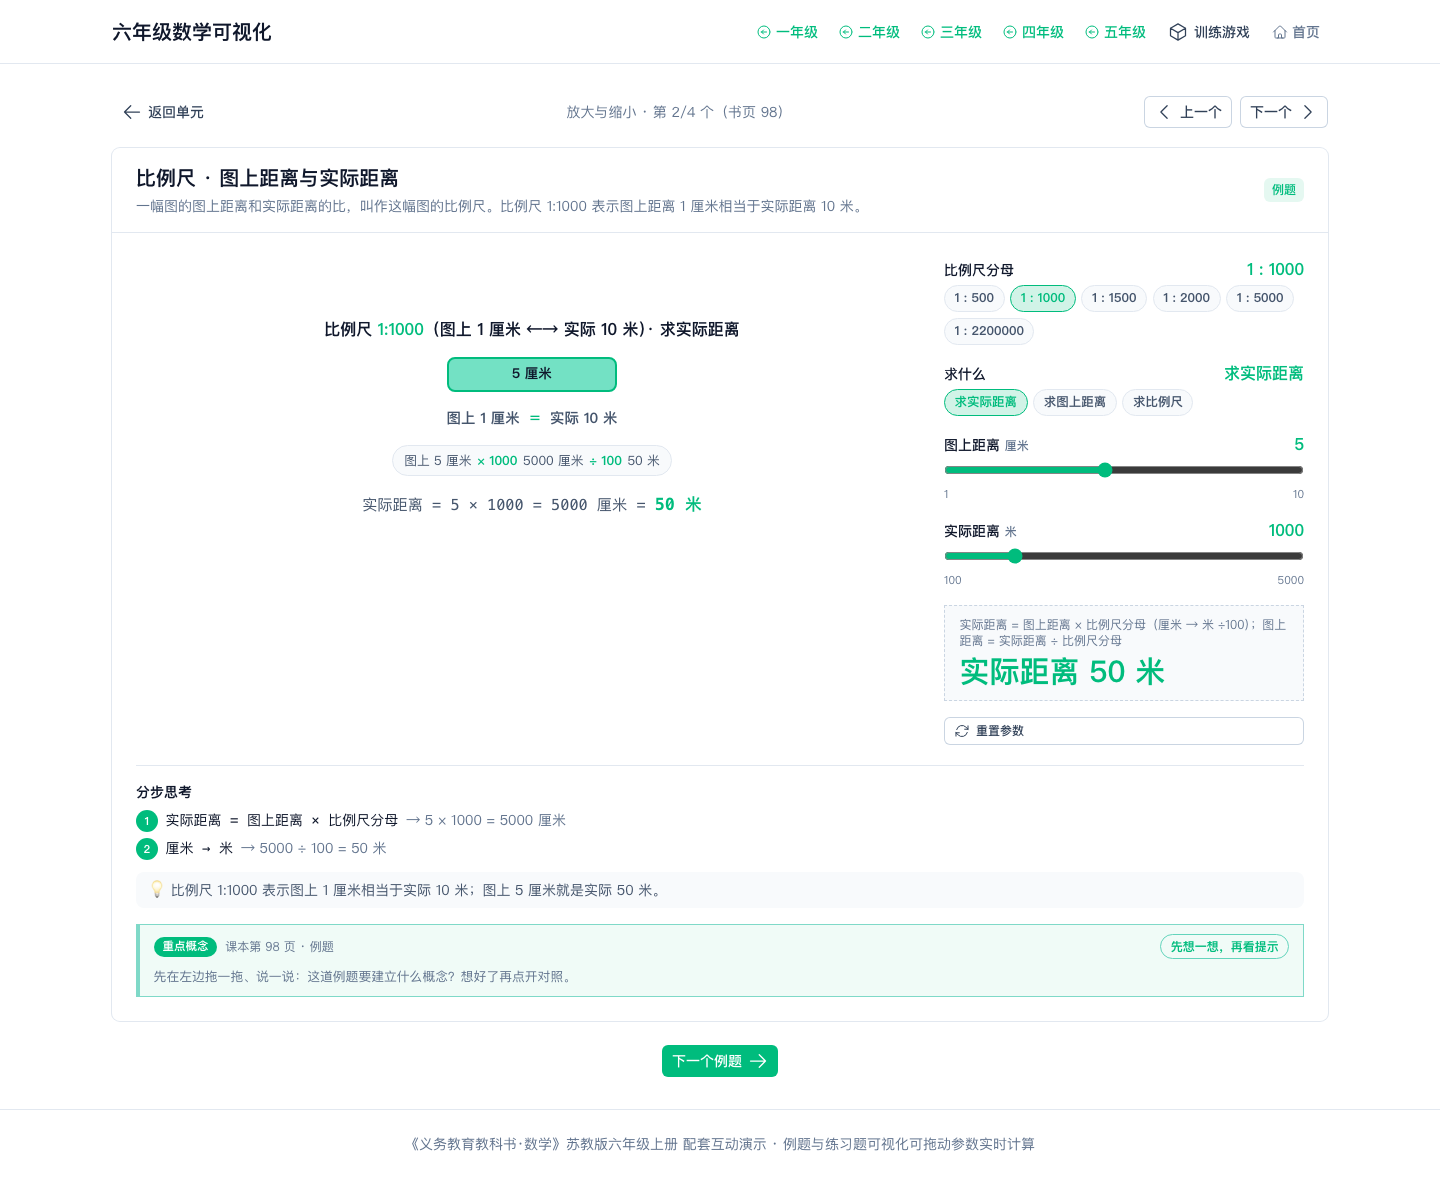 六年级数学可视化
一年级 二年级 三年级 四年级 五年级 训练游戏 首页
返回单元
放大与缩小 · 第 2/4 个（书页 98）
上一个 下一个
比例尺 · 图上距离与实际距离
一幅图的图上距离和实际距离的比，叫作这幅图的比例尺。比例尺 1:1000 表示图上距离 1 厘米相当于实际距离 10 米。
例题
比例尺 1:1000（图上 1 厘米 ⟷ 实际 10 米）· 求实际距离
5 厘米
图上 1 厘米 = 实际 10 米
图上 5 厘米 × 1000 5000 厘米 ÷ 100 50 米
实际距离 = 5 × 1000 = 5000 厘米 = 50 米
比例尺分母 1 : 1000
1 : 500 1 : 1000 1 : 1500 1 : 2000 1 : 5000
1 : 2200000
求什么 求实际距离
求实际距离 求图上距离 求比例尺
图上距离 厘米 5
1 10
实际距离 米 1000
100 5000
实际距离 = 图上距离 × 比例尺分母（厘米 → 米 ÷100）；图上
距离 = 实际距离 ÷ 比例尺分母
实际距离 50 米
重置参数
分步思考
1 实际距离 = 图上距离 × 比例尺分母 → 5 × 1000 = 5000 厘米
2 厘米 → 米 → 5000 ÷ 100 = 50 米
💡 比例尺 1:1000 表示图上 1 厘米相当于实际 10 米；图上 5 厘米就是实际 50 米。
重点概念 课本第 98 页 · 例题
先想一想，再看提示
先在左边拖一拖、说一说：这道例题要建立什么概念？想好了再点开对照。
下一个例题
《义务教育教科书·数学》苏教版六年级上册 配套互动演示 · 例题与练习题可视化可拖动参数实时计算